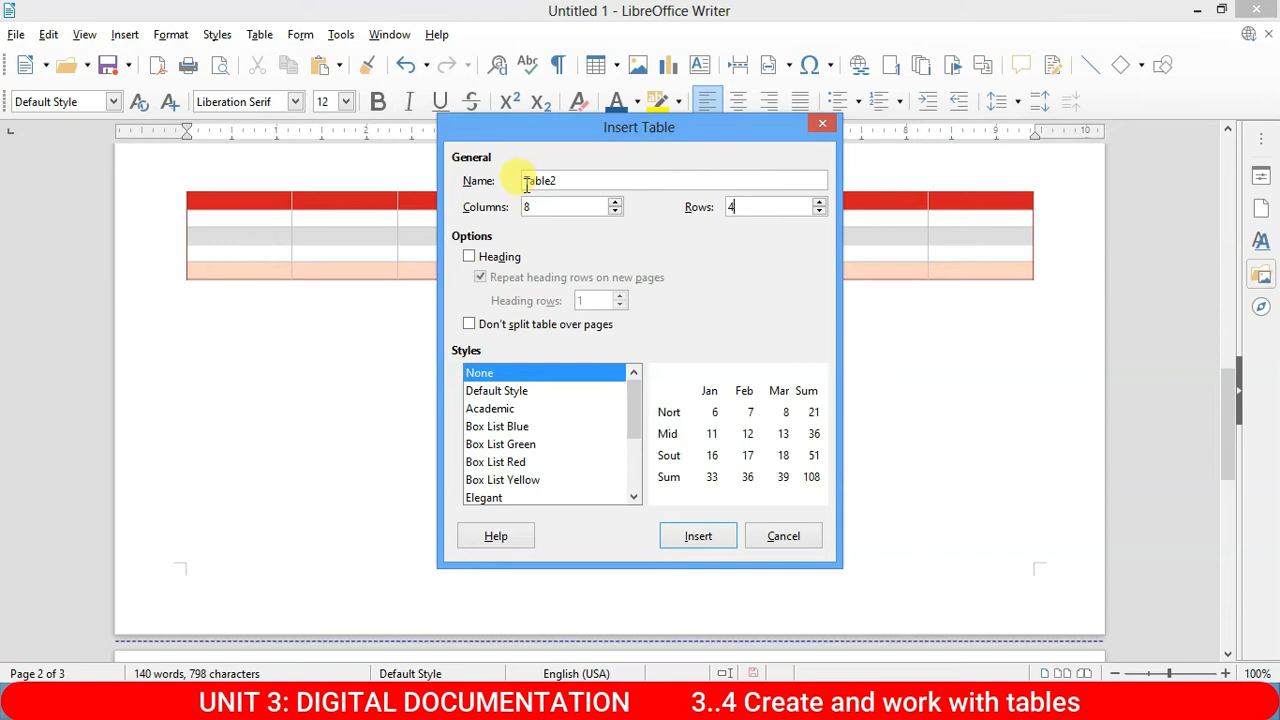 Untitled 1 - LibreOffice Writer
File Edit View Insert Format Styles Table Form Tools Window Help
Default Style Liberation Serif 12
2 8 9 10
Insert Table
General
Name: Table2
Columns: 8 Rows: 4
Options
Heading
Repeat heading rows on new pages
Heading rows: 1
Don't split table over pages
Styles
None
Default Style
Academic
Box List Blue
Box List Green
Box List Red
Box List Yellow
Elegant
Jan Feb Mar Sum
Nort 6 7 8 21
Mid 11 12 13 36
Sout 16 17 18 51
Sum 33 36 39 108
Help Insert Cancel
Page 2 of 3 140 words, 798 characters Default Style English (USA) 100%
UNIT 3: DIGITAL DOCUMENTATION 3..4 Create and work with tables